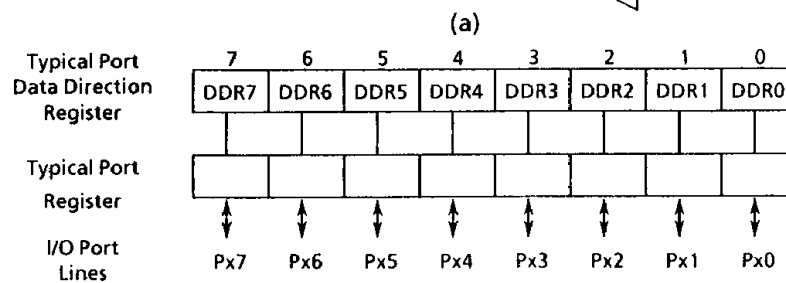 (a)
Typical Port
Data Direction
Register
7 6 5 4 3 2 1 0
DDR7 DDR6 DDR5 DDR4 DDR3 DDR2 DDR1 DDR0
Typical Port
Register
I/O Port
Lines
Px7 Px6 Px5 Px4 Px3 Px2 Px1 Px0